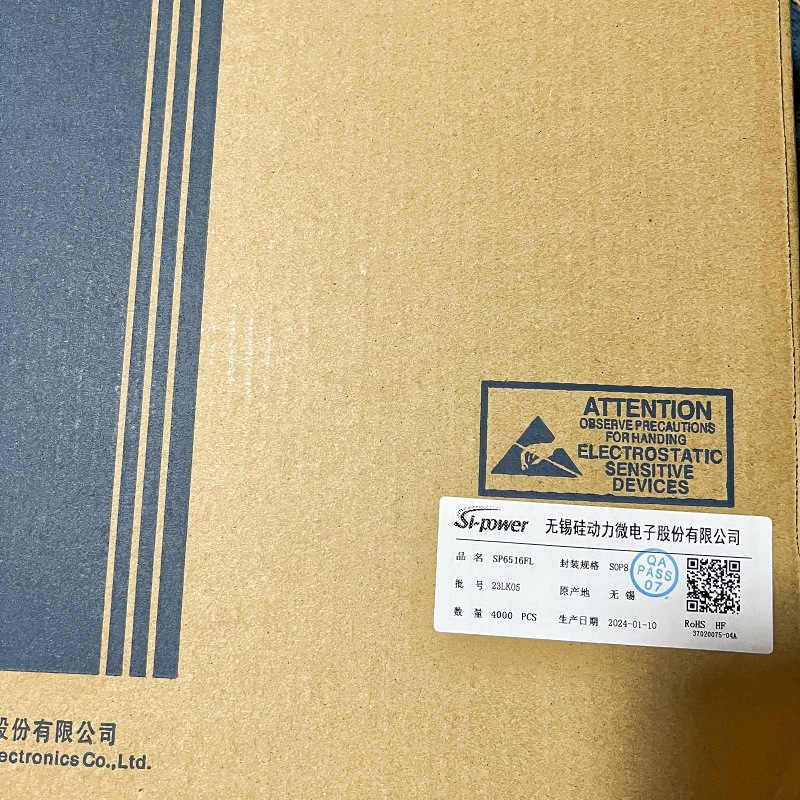 ATTENTION
OBSERVE PRECAUTIONS
FOR HANDING
ELECTROSTATIC
SENSITIVE
DEVICES
Si-power 无锡硅动力微电子股份有限公司
品 名 SP6516FL 封装规格 SOP8
批 号 23LK05 原产地 无 锡
数 量 4000 PCS 生产日期 2024-01-10
QA
PASS
07
RoHS HF
37020075-04A
股份有限公司
ectronics Co.,Ltd.